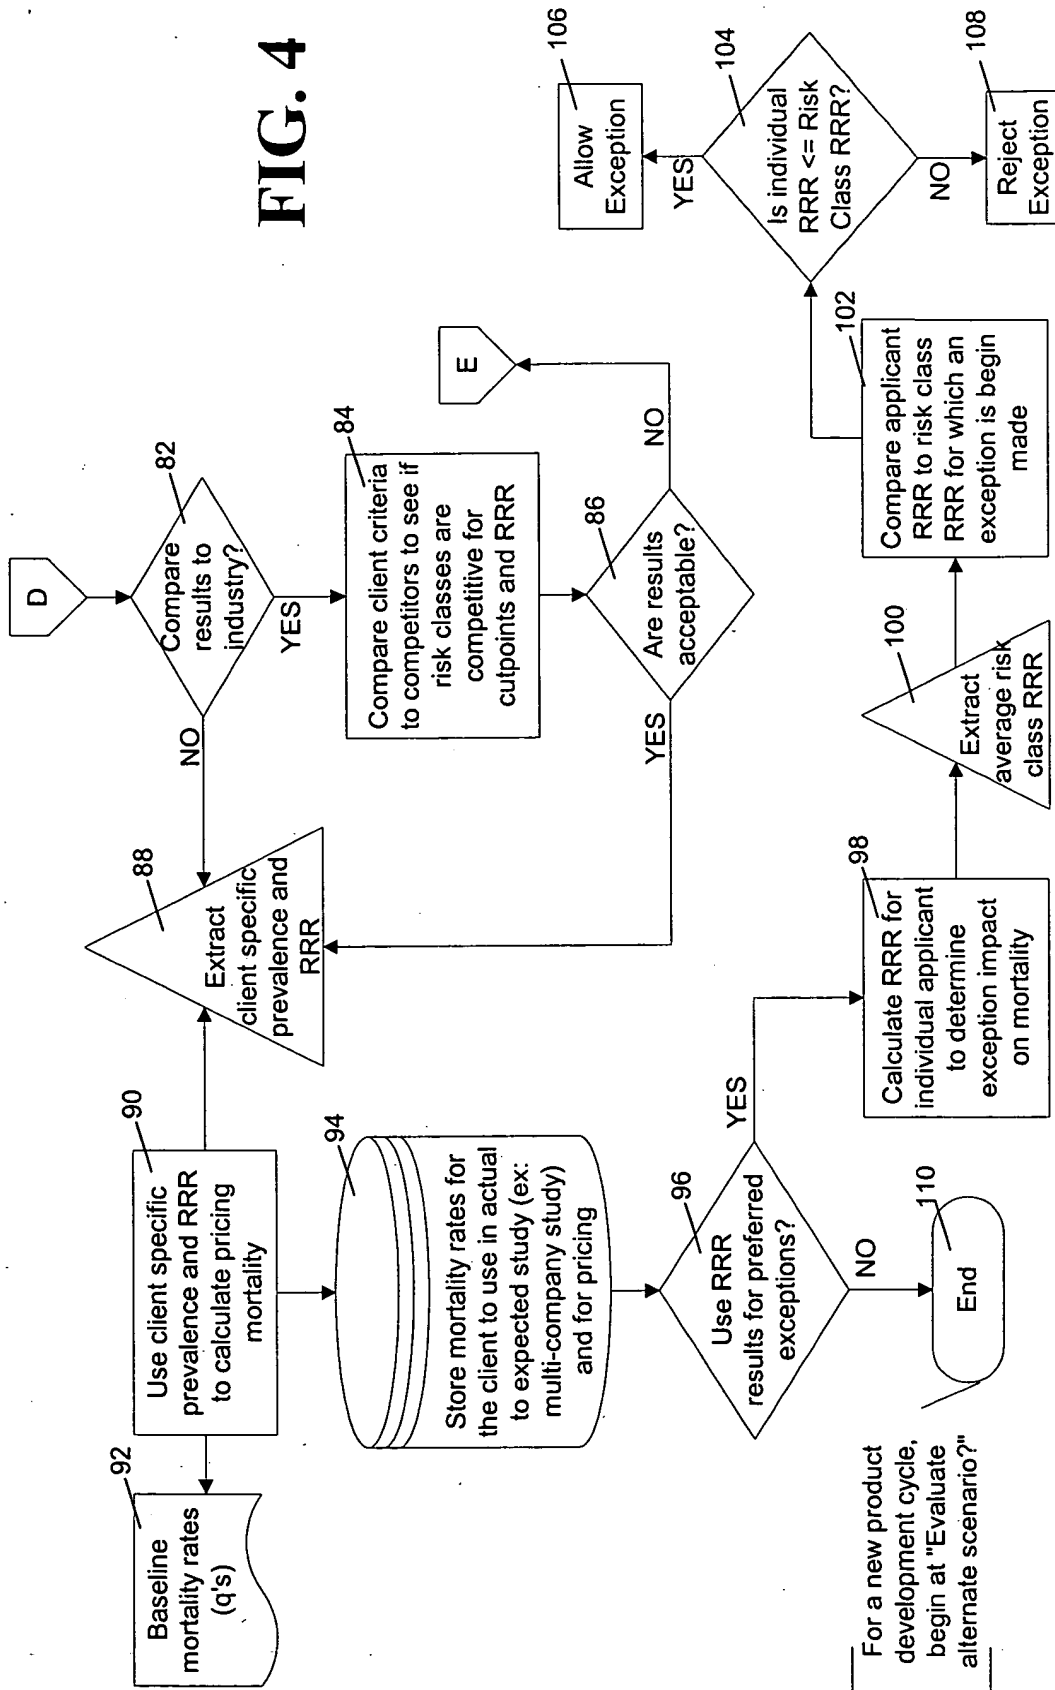 D
82
Compare
results to
industry?
NO
YES
84
Compare client criteria
to competitors to see if
risk classes are
competitive for
cutpoints and RRR
86
Are results
acceptable?
YES
NO
E
88
Extract
client specific
prevalence and
RRR
90
Use client specific
prevalence and RRR
to calculate pricing
mortality
92
Baseline
mortality rates
(q's)
94
Store mortality rates for
the client to use in actual
to expected study (ex:
multi-company study)
and for pricing
96
Use RRR
results for preferred
exceptions?
YES
NO
98
Calculate RRR for
individual applicant
to determine
exception impact
on mortality
100
Extract
average risk
class RRR
102
Compare applicant
RRR to risk class
RRR for which an
exception is begin
made
104
Is individual
RRR <= Risk
Class RRR?
YES
NO
106
Allow
Exception
108
Reject
Exception
110
End
For a new product
development cycle,
begin at "Evaluate
alternate scenario?"
FIG. 4